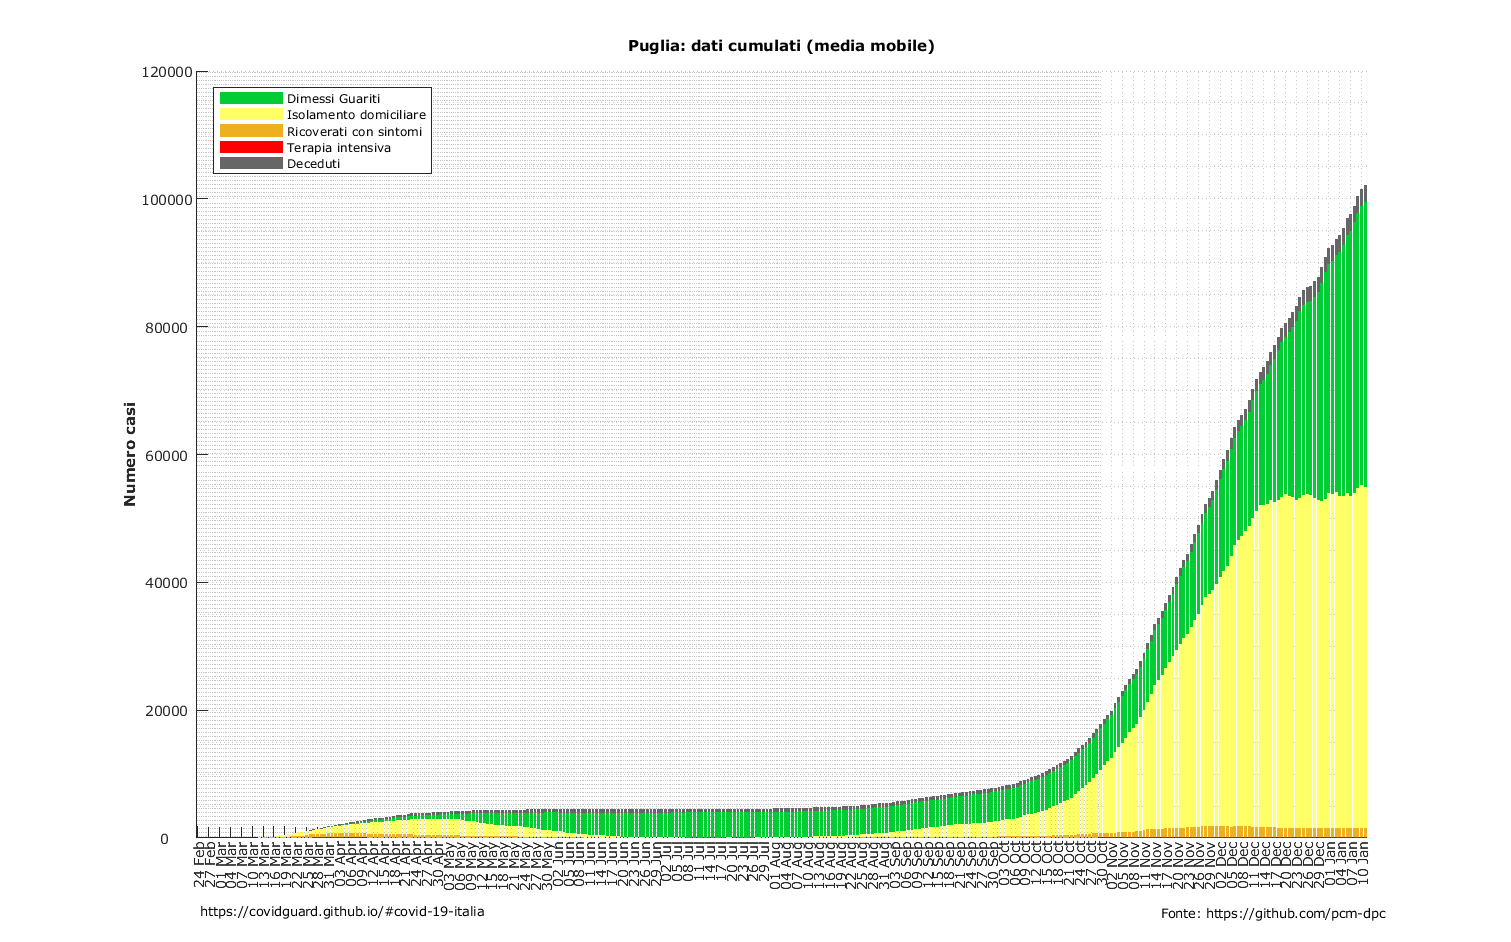 Puglia: dati cumulati (media mobile)
Dimessi Guariti
Isolamento domiciliare
Ricoverati con sintomi
Terapia intensiva
Deceduti
Numero casi
120000
100000
80000
60000
40000
20000
0
24 Feb
27 Feb
01 Mar
04 Mar
07 Mar
10 Mar
13 Mar
16 Mar
19 Mar
22 Mar
25 Mar
28 Mar
31 Mar
03 Apr
06 Apr
09 Apr
12 Apr
15 Apr
18 Apr
21 Apr
24 Apr
27 Apr
30 Apr
03 May
06 May
09 May
12 May
15 May
18 May
21 May
24 May
27 May
30 May
02 Jun
05 Jun
08 Jun
11 Jun
14 Jun
17 Jun
20 Jun
23 Jun
26 Jun
29 Jun
02 Jul
05 Jul
08 Jul
11 Jul
14 Jul
17 Jul
20 Jul
23 Jul
26 Jul
29 Jul
01 Aug
04 Aug
07 Aug
10 Aug
13 Aug
16 Aug
19 Aug
22 Aug
25 Aug
28 Aug
31 Aug
03 Sep
06 Sep
09 Sep
12 Sep
15 Sep
18 Sep
21 Sep
24 Sep
27 Sep
30 Sep
03 Oct
06 Oct
09 Oct
12 Oct
15 Oct
18 Oct
21 Oct
24 Oct
27 Oct
30 Oct
02 Nov
05 Nov
08 Nov
11 Nov
14 Nov
17 Nov
20 Nov
23 Nov
26 Nov
29 Nov
02 Dec
05 Dec
08 Dec
11 Dec
14 Dec
17 Dec
20 Dec
23 Dec
26 Dec
29 Dec
01 Jan
04 Jan
07 Jan
10 Jan
https://covidguard.github.io/#covid-19-italia
Fonte: https://github.com/pcm-dpc